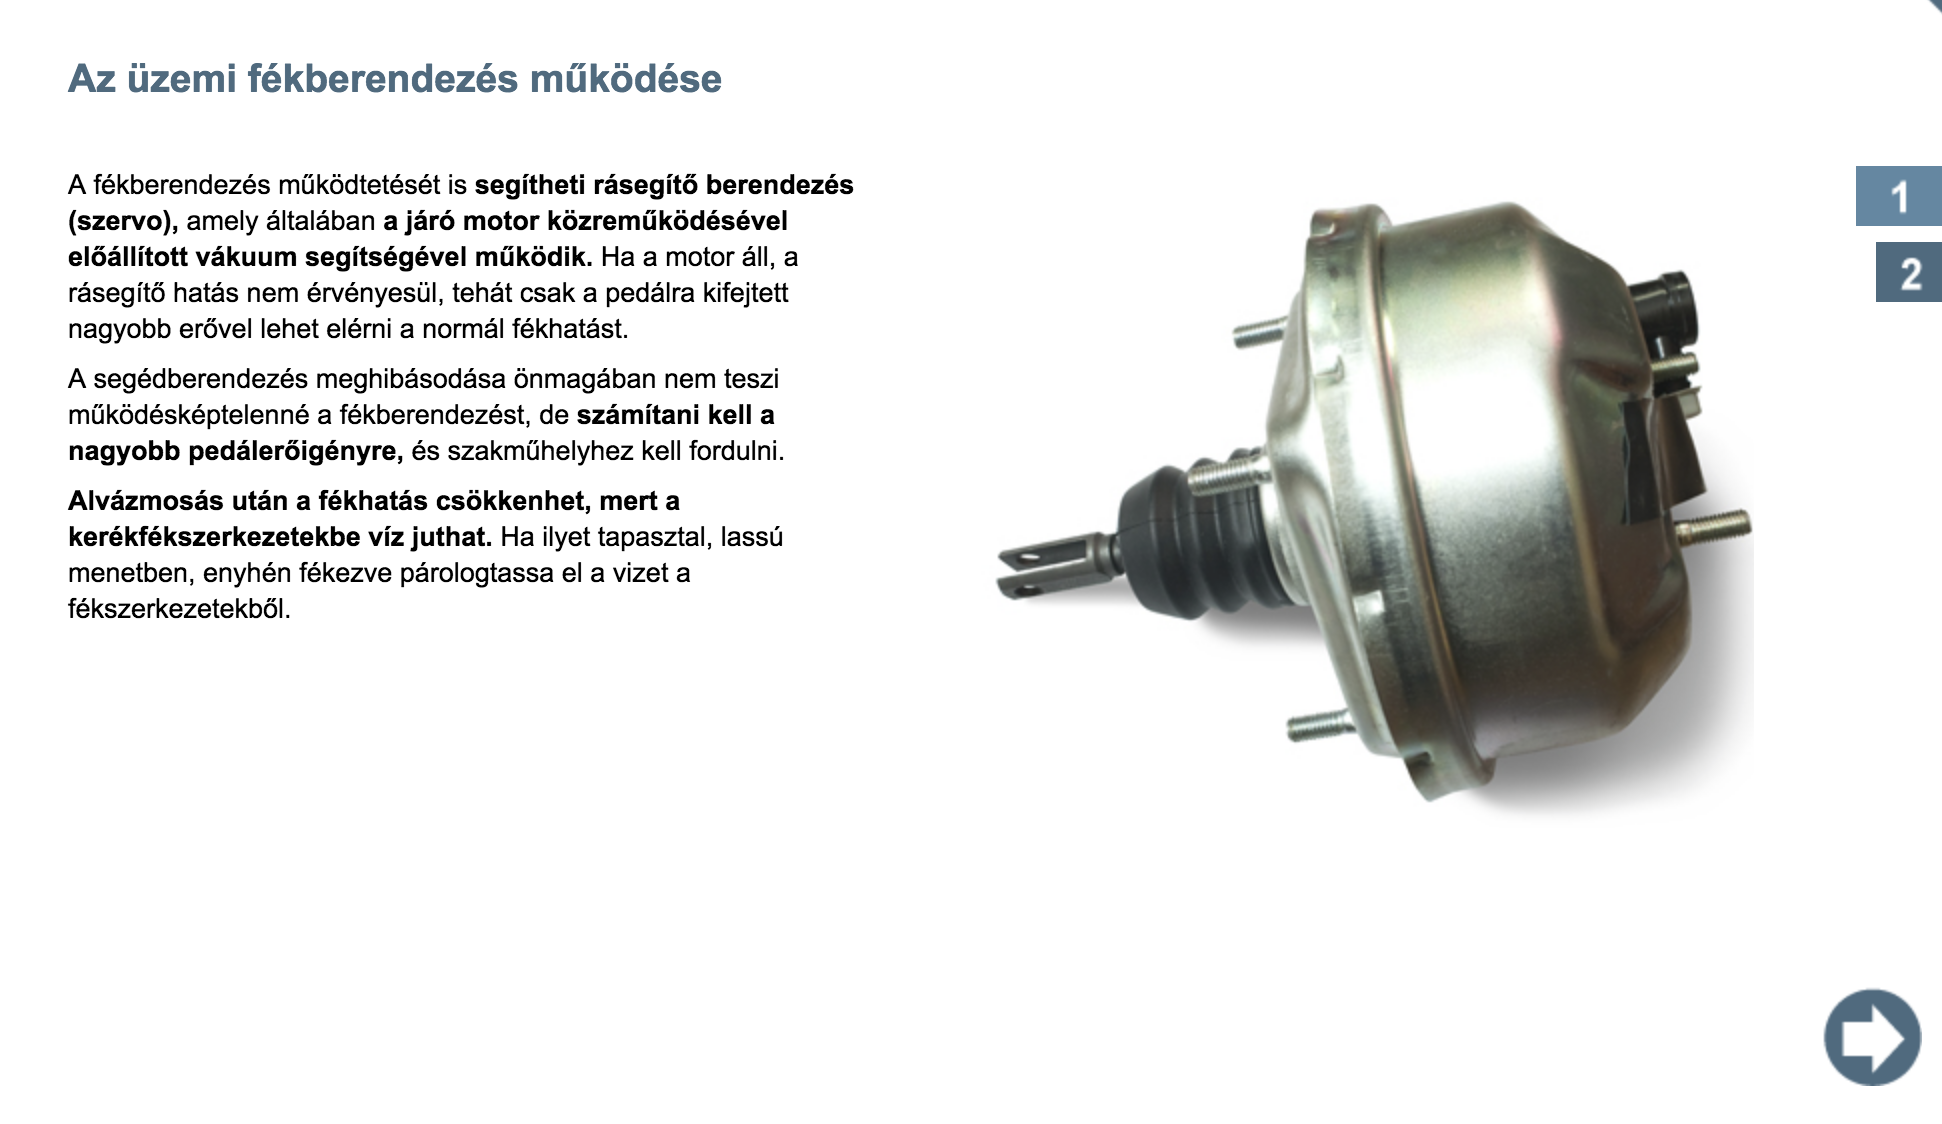 Az üzemi fékberendezés működése
A fékberendezés működtetését is segítheti rásegítő berendezés
(szervo), amely általában a járó motor közreműködésével
előállított vákuum segítségével működik. Ha a motor áll, a
rásegítő hatás nem érvényesül, tehát csak a pedálra kifejtett
nagyobb erővel lehet elérni a normál fékhatást.
A segédberendezés meghibásodása önmagában nem teszi
működésképtelenné a fékberendezést, de számítani kell a
nagyobb pedálerőigényre, és szakműhelyhez kell fordulni.
Alvázmosás után a fékhatás csökkenhet, mert a
kerékfékszerkezetekbe víz juthat. Ha ilyet tapasztal, lassú
menetben, enyhén fékezve párologtassa el a vizet a
fékszerkezetekből.
1
2